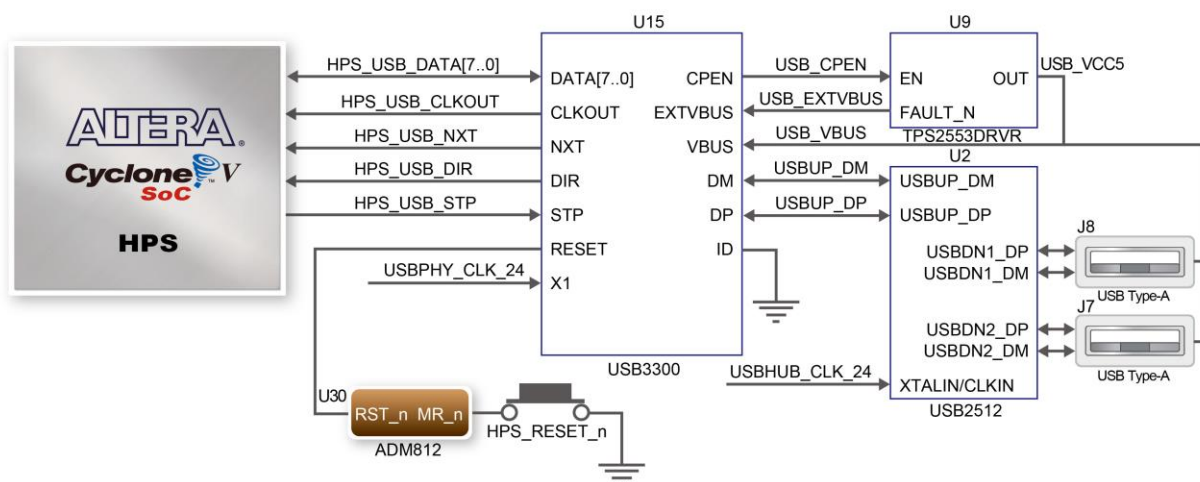 U15
U9
HPS_USB_DATA[7..0]
DATA[7..0]
CPEN
USB_CPEN
EN
OUT
USB_VCC5
ALTERA.
HPS_USB_CLKOUT
CLKOUT
EXTVBUS
USB_EXTVBUS
FAULT_N
HPS_USB_NXT
NXT
VBUS
USB_VBUS
TPS2553DRVR
U2
Cyclone V
SoC
HPS_USB_DIR
DIR
DM
USBUP_DM
USBUP_DM
HPS_USB_STP
STP
DP
USBUP_DP
USBUP_DP
HPS
RESET
ID
J8
USBDN1_DP
USBDN1_DM
USB Type-A
USBPHY_CLK_24
X1
J7
USBDN2_DP
USBDN2_DM
USB Type-A
USB3300
USBHUB_CLK_24
XTALIN/CLKIN
USB2512
U30
RST_n MR_n
HPS_RESET_n
ADM812